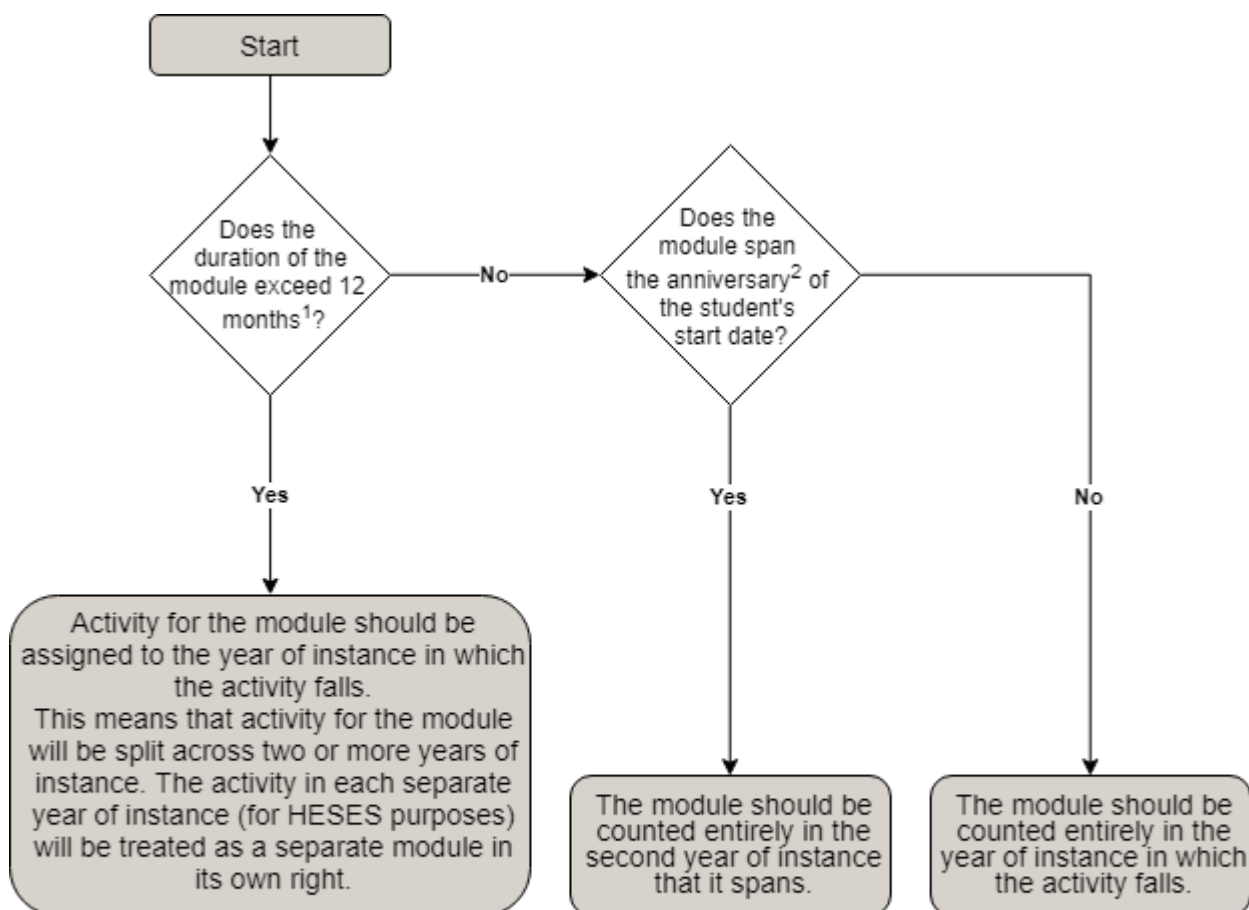 Start
Does the
duration of the
module exceed 12
months¹?
No
Does the
module span
the anniversary² of
the student's
start date?
Yes
Yes
No
Activity for the module should be
assigned to the year of instance in which
the activity falls.
This means that activity for the module
will be split across two or more years of
instance. The activity in each separate
year of instance (for HESES purposes)
will be treated as a separate module in
its own right.
The module should be
counted entirely in the
second year of instance
that it spans.
The module should be
counted entirely in the
year of instance in which
the activity falls.